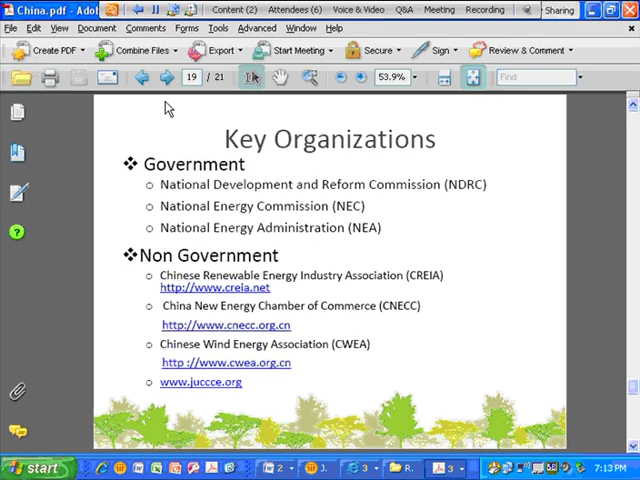 China.pdf - Adob
Content (2)
Attendees (6)
Voice & Video
Q&A
Meeting
Recording
Sharing
File Edit View Document Comments Forms Tools Advanced Window Help
Create PDF Combine Files Export Start Meeting Secure Sign Review & Comment
19 / 21 53.9% Find
Key Organizations
❖ Government
o National Development and Reform Commission (NDRC)
o National Energy Commission (NEC)
o National Energy Administration (NEA)
❖Non Government
o Chinese Renewable Energy Industry Association (CREIA)
http://www.creia.net
o China New Energy Chamber of Commerce (CNECC)
http://www.cnecc.org.cn
o Chinese Wind Energy Association (CWEA)
http ://www.cwea.org.cn
o www.juccce.org
start 2 J. 3 R. 3 7:13 PM